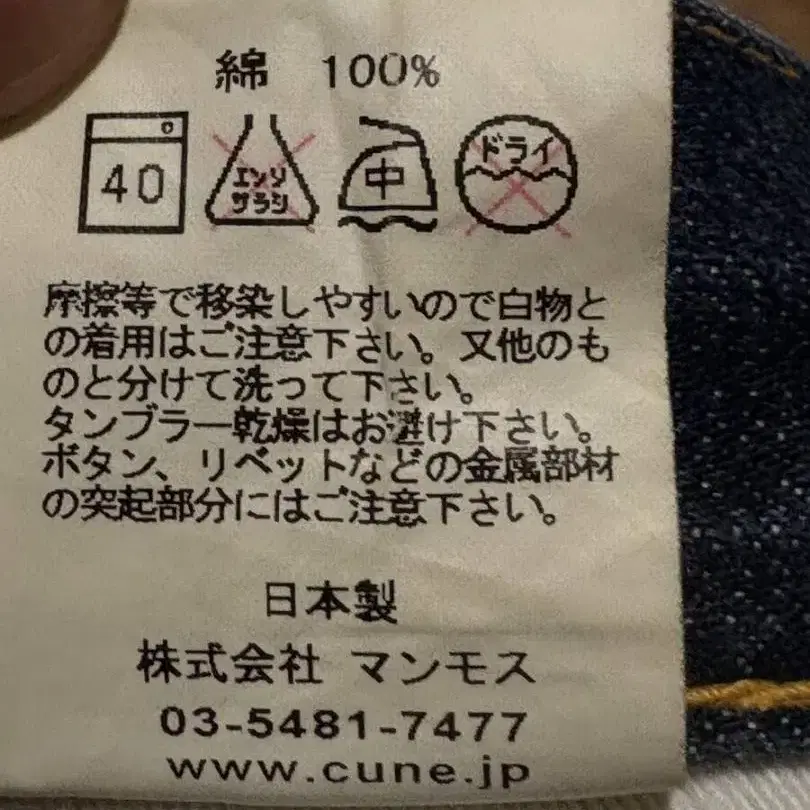 綿 100%
40 エンソ 中 ドライ
サラシ
摩擦等で移染しやすいので白物と
の着用はご注意下さい。又他のも
のと分けて洗って下さい。
タンブラー乾燥はお避け下さい。
ボタン、リベットなどの金属部材
の突起部分にはご注意下さい。
日本製
株式会社 マンモス
03-5481-7477
www.cune.jp